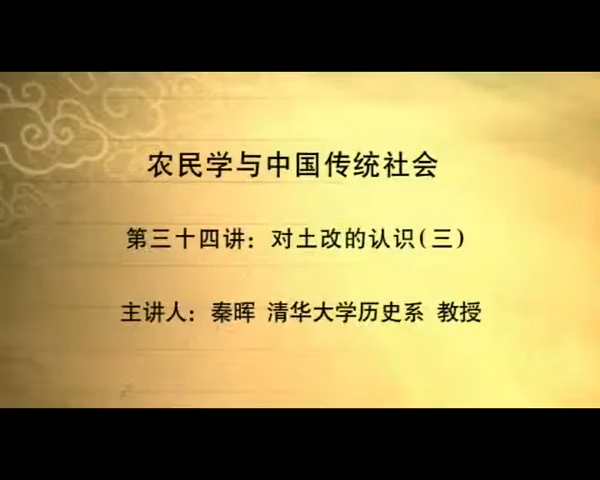 农民学与中国传统社会
第三十四讲：对土改的认识(三)
主讲人：秦晖 清华大学历史系 教授